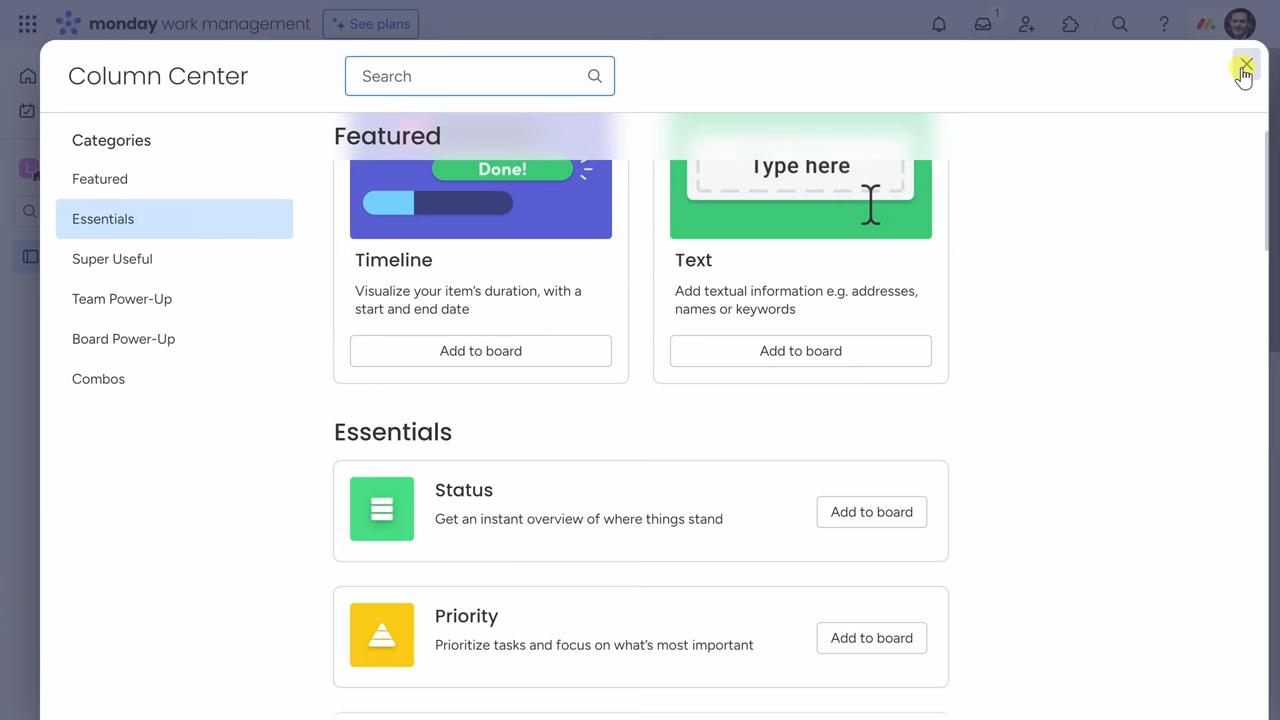 monday work management
See plans
1
Column Center
Search
Categories
Featured
Essentials
Super Useful
Team Power-Up
Board Power-Up
Combos
Featured
Done!
Type here
Timeline
Visualize your item's duration, with a
start and end date
Add to board
Text
Add textual information e.g. addresses,
names or keywords
Add to board
Essentials
Status
Get an instant overview of where things stand
Add to board
Priority
Prioritize tasks and focus on what's most important
Add to board